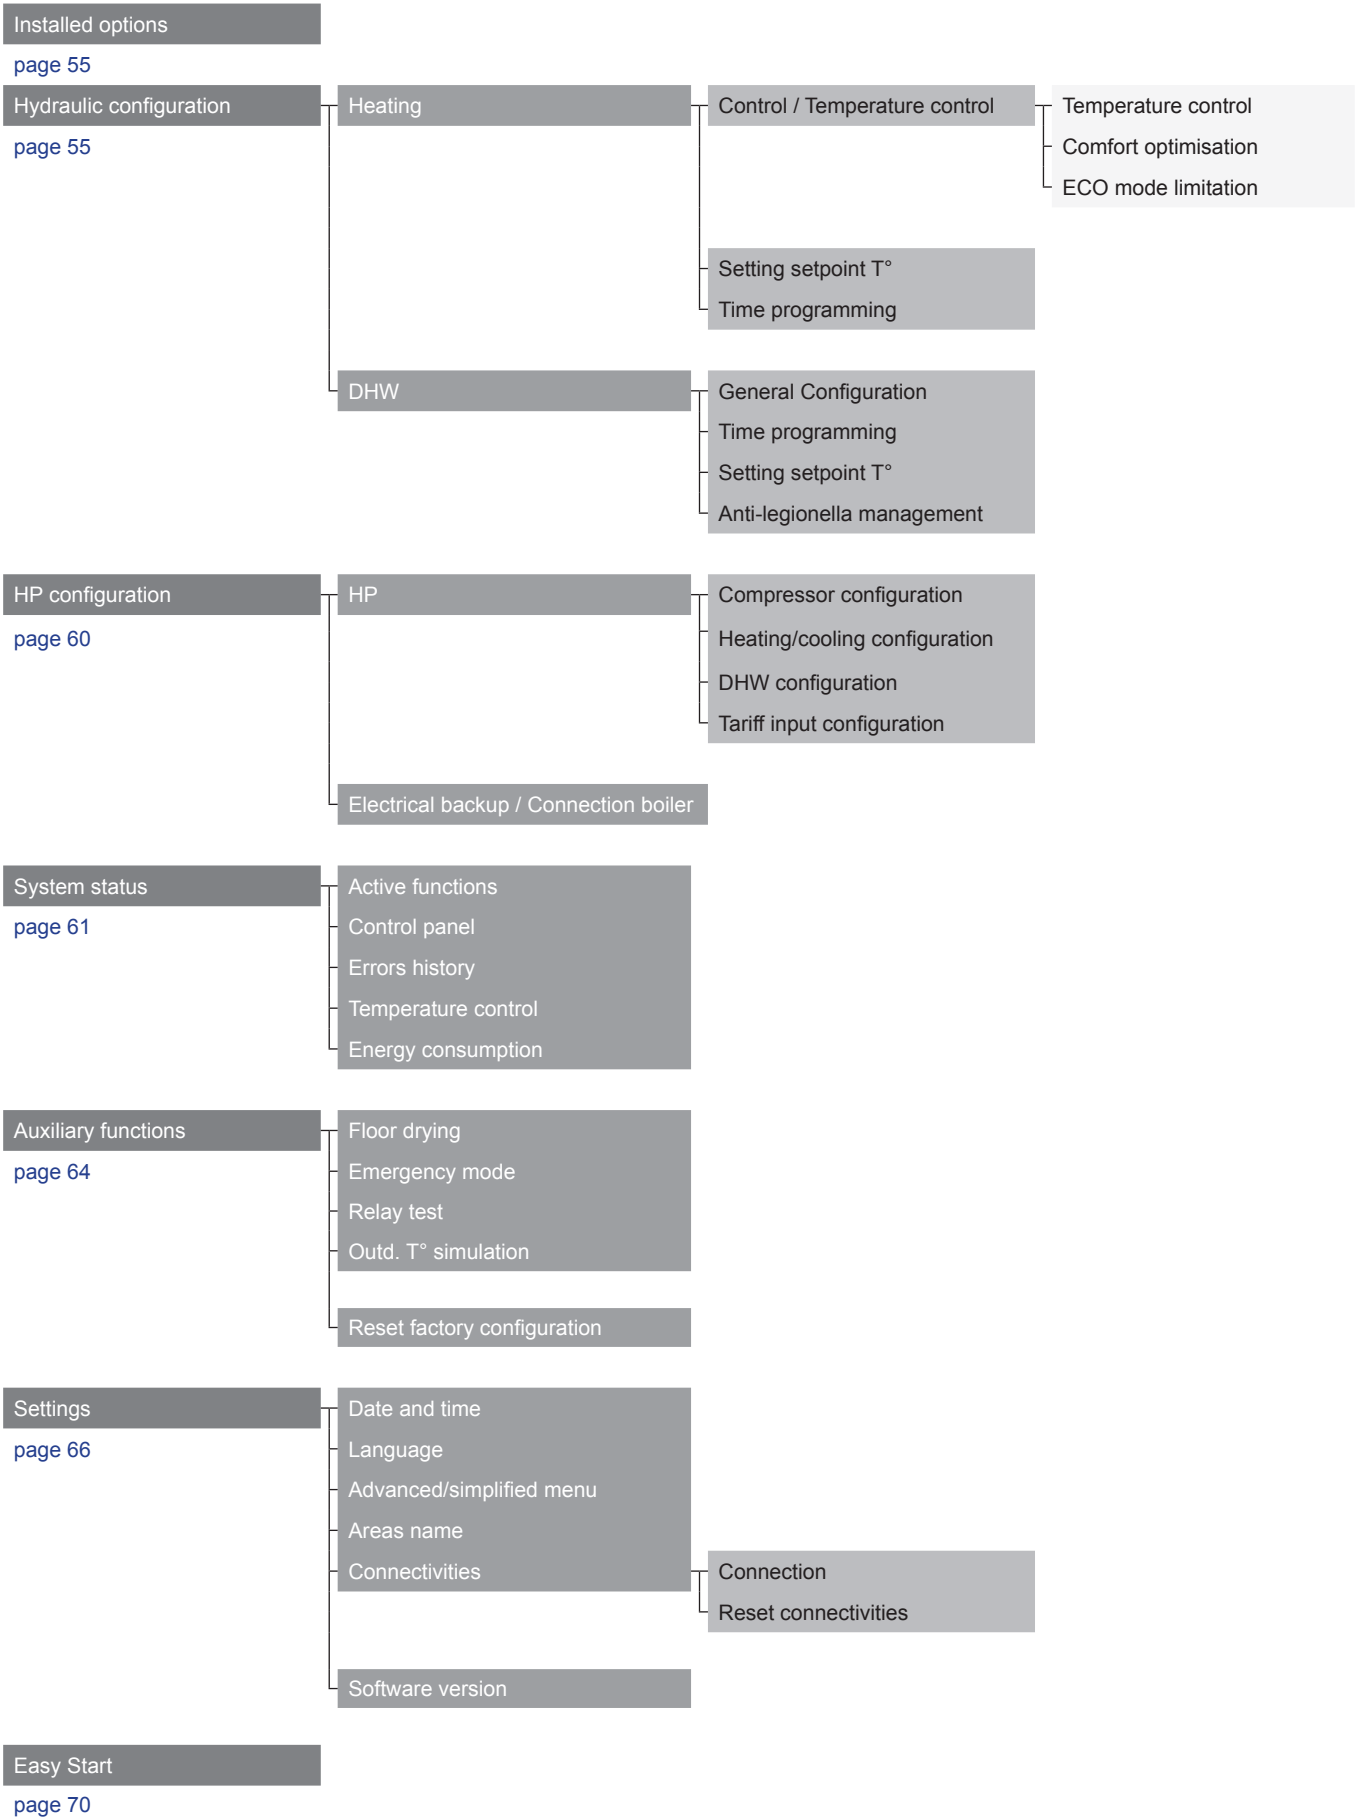 Installed options
page 55
Hydraulic configuration
page 55
Heating
Control / Temperature control
Temperature control
Comfort optimisation
ECO mode limitation
Setting setpoint T°
Time programming
DHW
General Configuration
Time programming
Setting setpoint T°
Anti-legionella management
HP configuration
page 60
HP
Compressor configuration
Heating/cooling configuration
DHW configuration
Tariff input configuration
Electrical backup / Connection boiler
System status
page 61
Active functions
Control panel
Errors history
Temperature control
Energy consumption
Auxiliary functions
page 64
Floor drying
Emergency mode
Relay test
Outd. T° simulation
Reset factory configuration
Settings
page 66
Date and time
Language
Advanced/simplified menu
Areas name
Connectivities
Connection
Reset connectivities
Software version
Easy Start
page 70